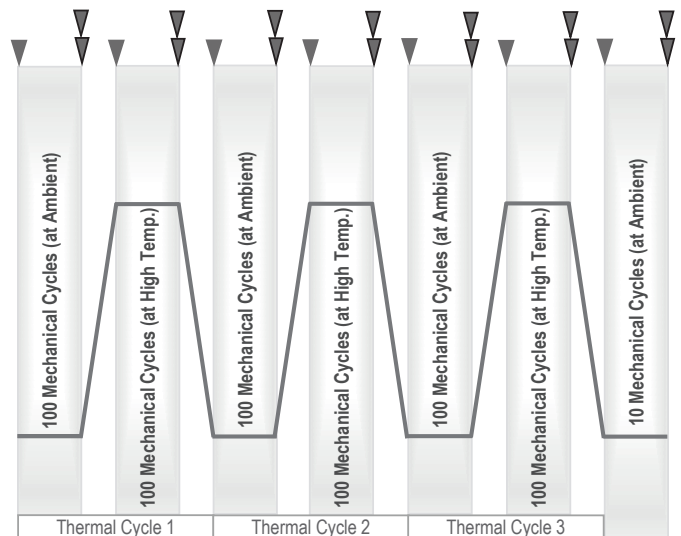 100 Mechanical Cycles (at Ambient)
100 Mechanical Cycles (at High Temp.)
100 Mechanical Cycles (at Ambient)
100 Mechanical Cycles (at High Temp.)
100 Mechanical Cycles (at Ambient)
100 Mechanical Cycles (at High Temp.)
10 Mechanical Cycles (at Ambient)
Thermal Cycle 1
Thermal Cycle 2
Thermal Cycle 3